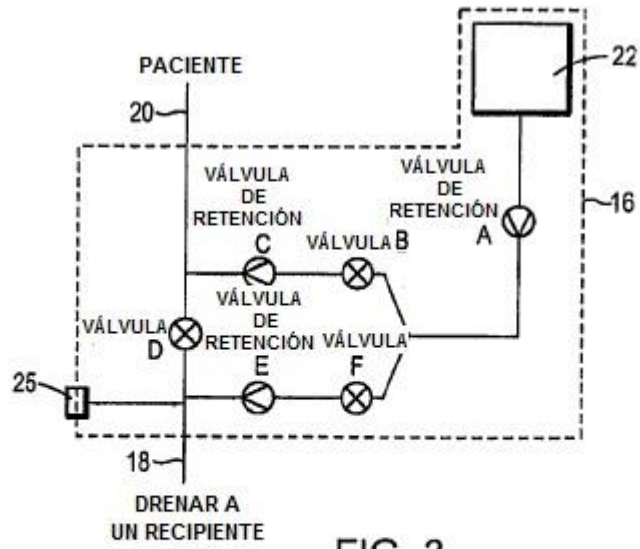 PACIENTE
20
22
VÁLVULA
DE
RETENCIÓN
C
VÁLVULA B
VÁLVULA
DE
RETENCIÓN
A
16
VÁLVULA
D
VÁLVULA
DE
RETENCIÓN
E
VÁLVULA
F
25
18
DRENAR A
UN RECIPIENTE